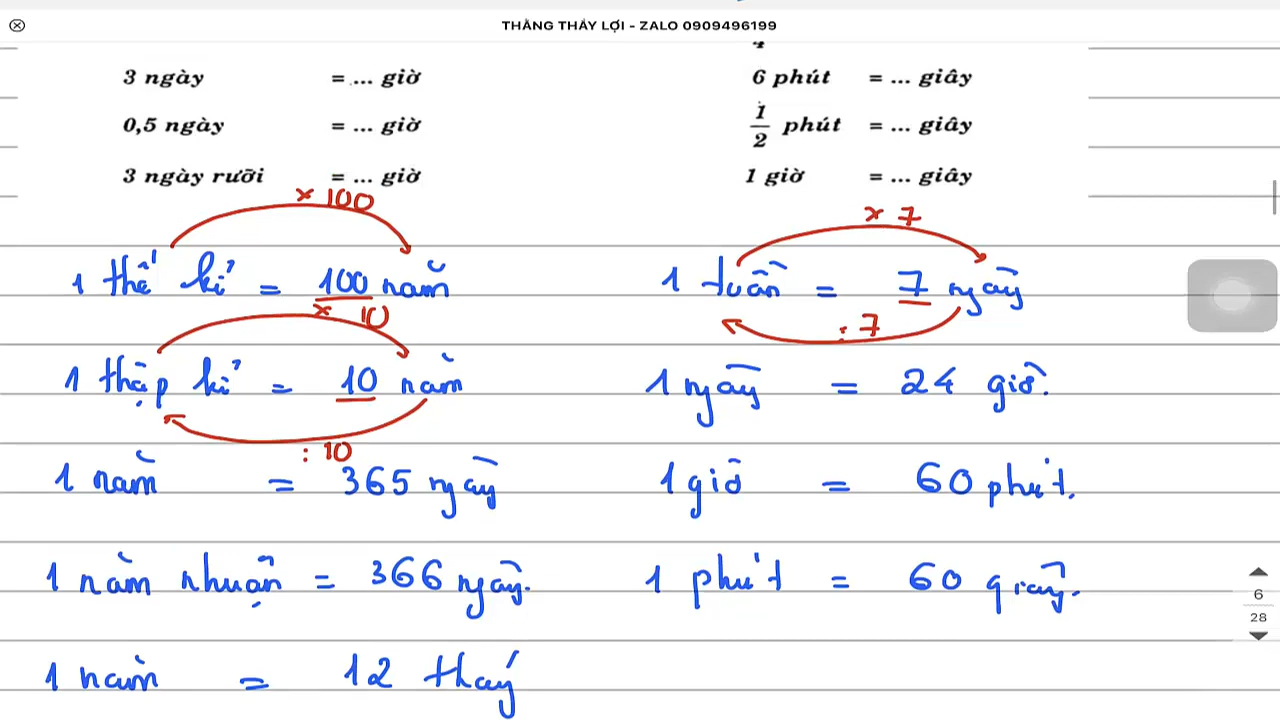 THẦNG THẦY LỢI - ZALO 0909496199
4
3 ngày = ... giờ 6 phút = ... giây
0,5 ngày = ... giờ 1/2 phút = ... giây
3 ngày rưỡi = ... giờ 1 giờ = ... giây
x 100 x 7
1 thế kỉ = 100 năm 1 tuần = 7 ngày
x 10 : 7
1 thập kỉ = 10 năm 1 ngày = 24 giờ.
: 10
1 năm = 365 ngày 1 giờ = 60 phút.
1 năm nhuận = 366 ngày. 1 phút = 60 giây.
6
28
1 năm = 12 tháng